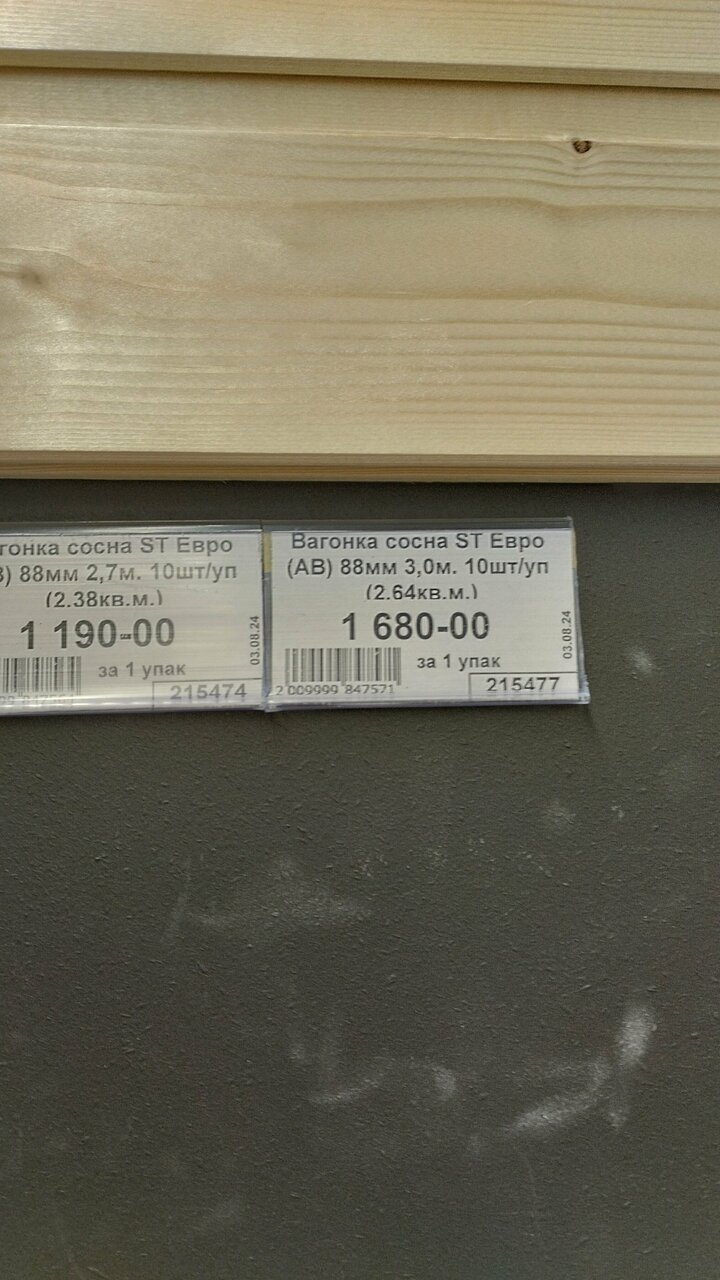 сосна ST Евро
88мм 2,7м. 10шт/уп
(2.38кв.м.)
1 190-00
03.08.24
за 1 упак
215474
Вагонка сосна ST Евро
(АВ) 88мм 3,0м. 10шт/уп
(2.64кв.м.)
1 680-00
03.08.24
за 1 упак
2 009999 847571
215477